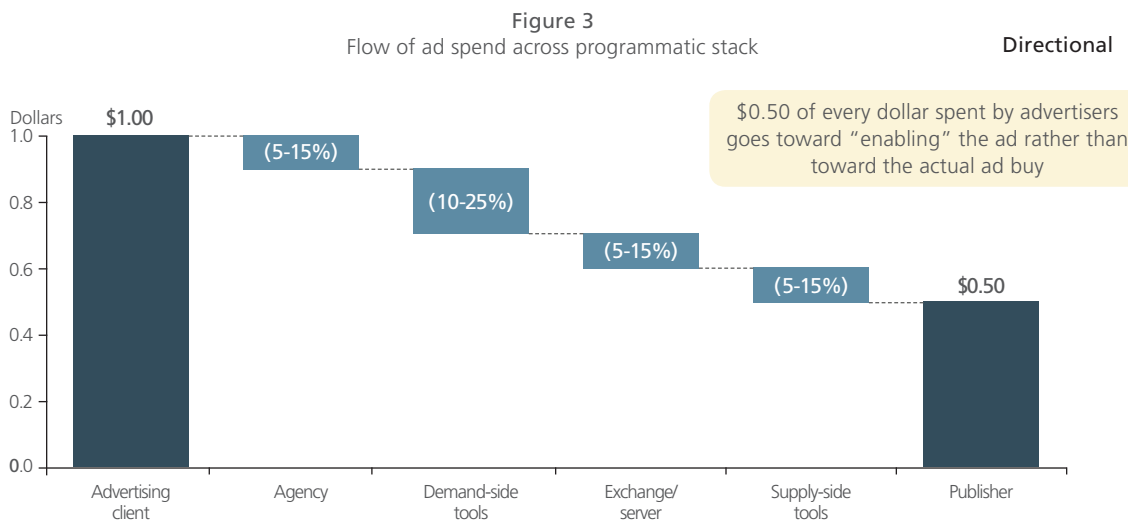 Figure 3
Flow of ad spend across programmatic stack
Directional
$0.50 of every dollar spent by advertisers
goes toward “enabling” the ad rather than
toward the actual ad buy
Dollars
1.0
0.8
0.6
0.4
0.2
0.0
$1.00
(5-15%)
(10-25%)
(5-15%)
(5-15%)
$0.50
Advertising
client
Agency
Demand-side
tools
Exchange/
server
Supply-side
tools
Publisher